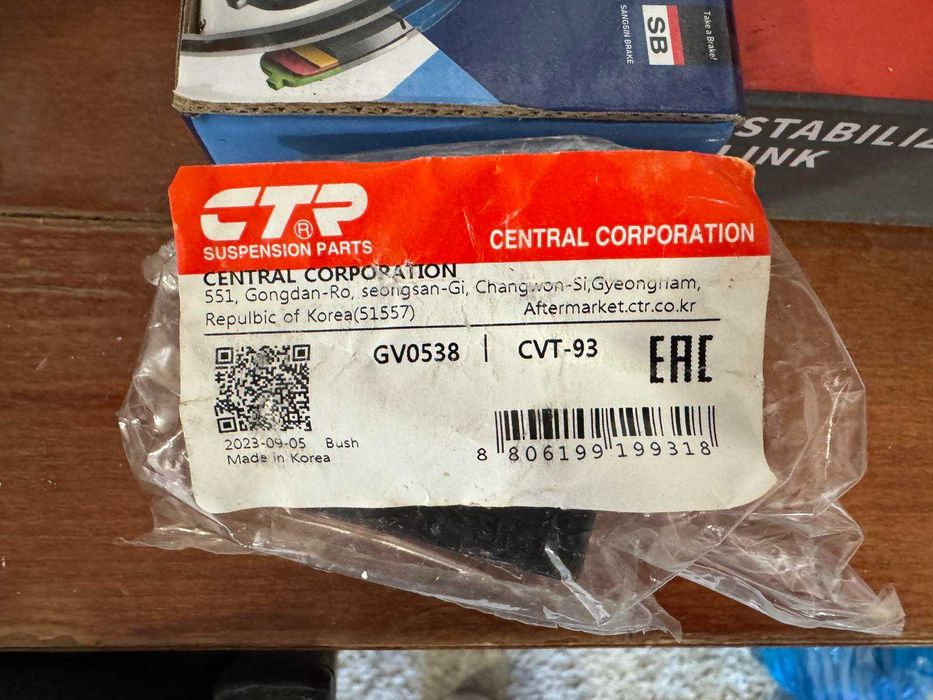 Take a Brake!
SB
SANGSIN BRAKE
STABILIZ
LINK
CTR
®
SUSPENSION PARTS
CENTRAL CORPORATION
CENTRAL CORPORATION
551, Gongdan-Ro, seongsan-Gi, Changwon-Si,Gyeongnam,
Repulbic of Korea(51557) Aftermarket.ctr.co.kr
GV0538 | CVT-93 EAC
2023-09-05 Bush
Made in Korea
8 806199 199318